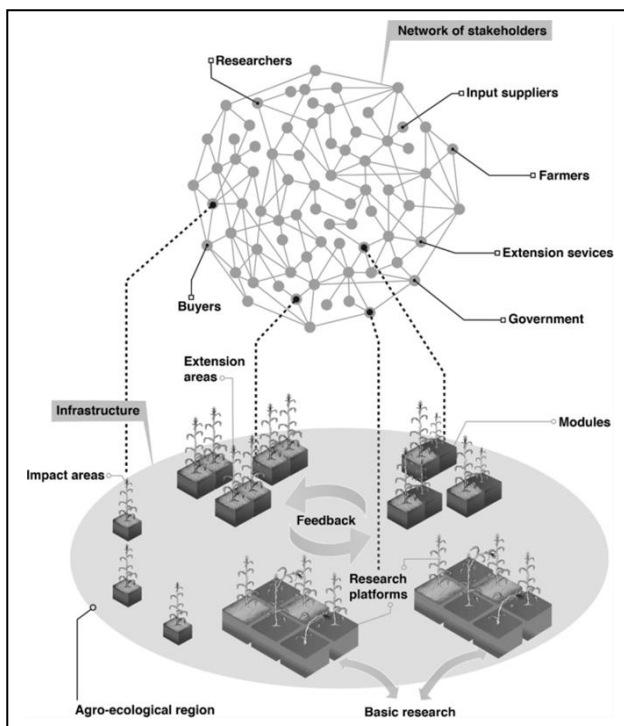 Network of stakeholders
Researchers
Input suppliers
Farmers
Extension sevices
Buyers
Government
Extension
areas
Infrastructure
Modules
Impact areas
Feedback
Research
platforms
Agro-ecological region
Basic research